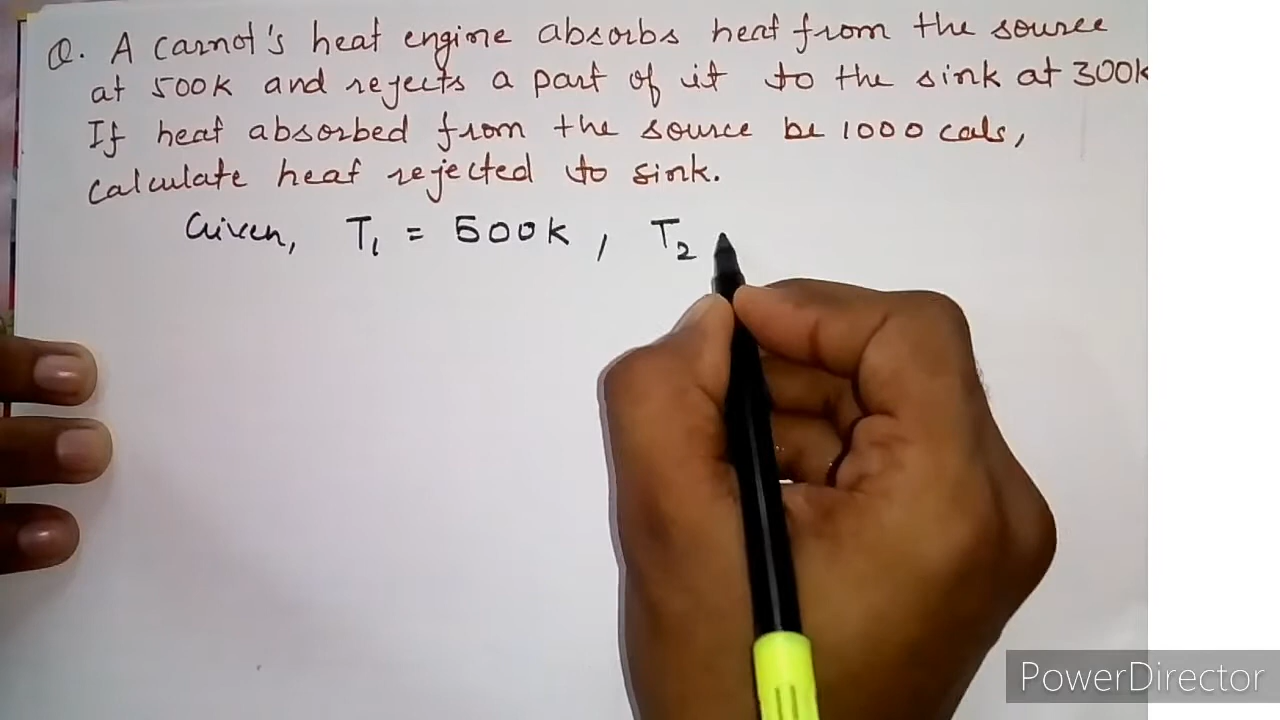 Q. A carnot's heat engine absorbs heat from the source
at 500K and rejects a part of it to the sink at 300K
If heat absorbed from the source be 1000 cals,
calculate heat rejected to sink.
Given, T₁ = 500K, T₂
PowerDirector